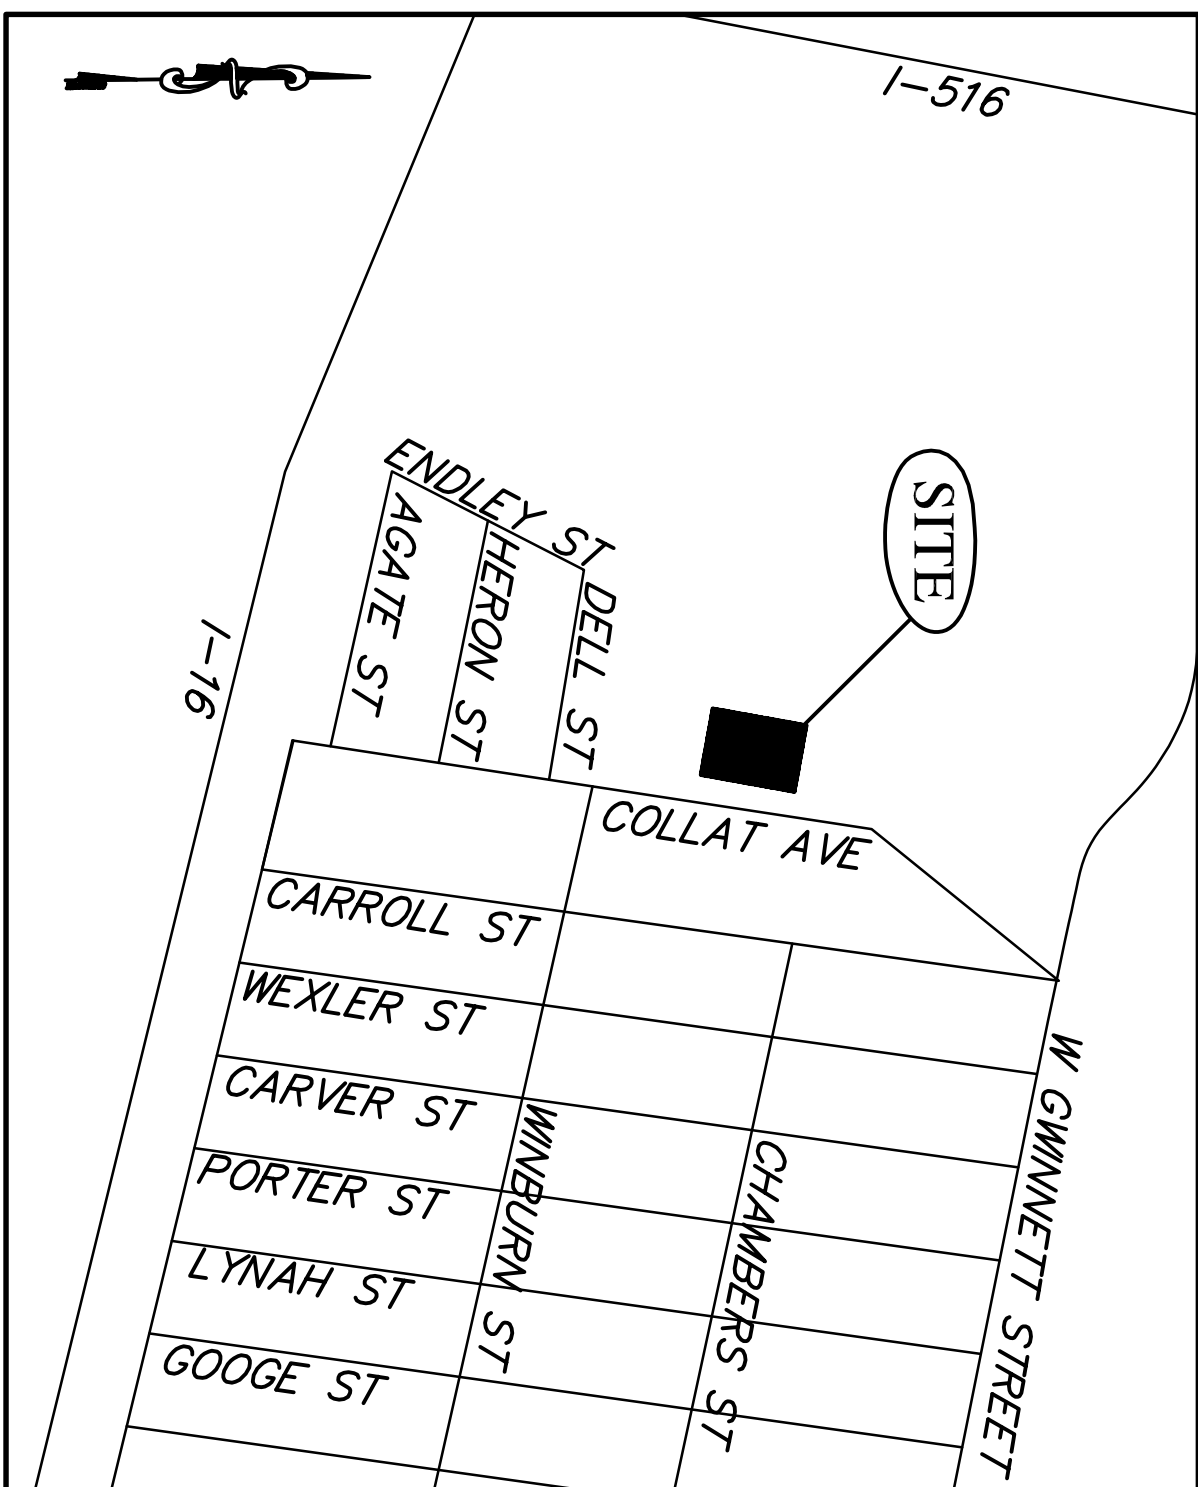 I-516
SITE
ENDLEY ST
AGATE ST
HERON ST
DELL ST
I-16
COLLAT AVE
CARROLL ST
WEXLER ST
CARVER ST
PORTER ST
LYNAH ST
GOOGE ST
WINBURN ST
CHAMBERS ST
W GWINNETT STREET